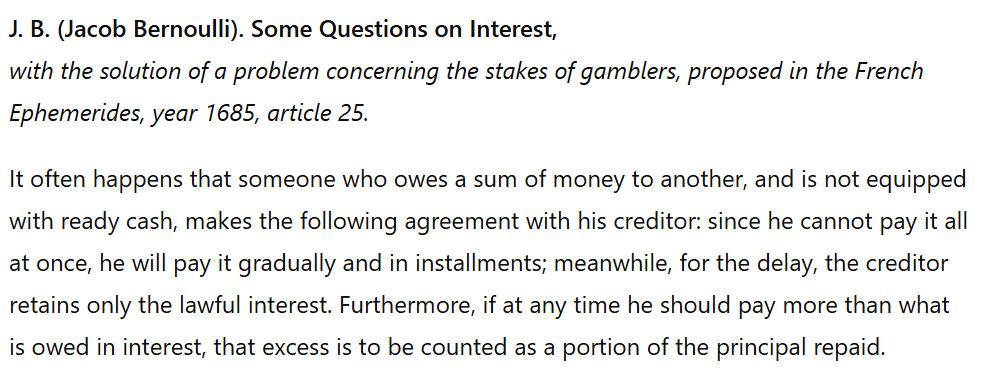 J. B. (Jacob Bernoulli). Some Questions on Interest,
with the solution of a problem concerning the stakes of gamblers, proposed in the French
Ephemerides, year 1685, article 25.
It often happens that someone who owes a sum of money to another, and is not equipped
with ready cash, makes the following agreement with his creditor: since he cannot pay it all
at once, he will pay it gradually and in installments; meanwhile, for the delay, the creditor
retains only the lawful interest. Furthermore, if at any time he should pay more than what
is owed in interest, that excess is to be counted as a portion of the principal repaid.